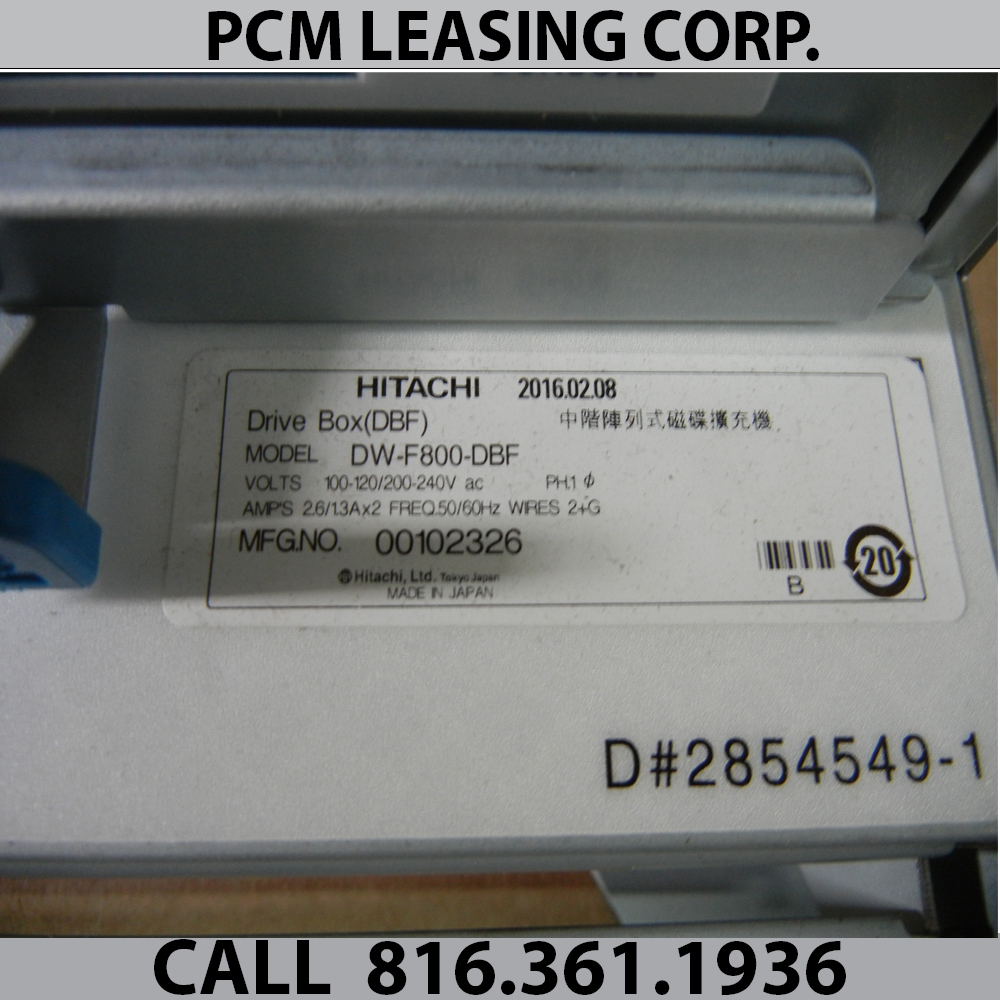 PCM LEASING CORP.
HITACHI 2016.02.08
Drive Box(DBF) 中階陣列式磁碟擴充機
MODEL DW-F800-DBF
VOLTS 100-120/200-240V ac PH.1 ϕ
AMP'S 2.6/1.3Ax2 FREQ.50/60Hz WIRES 2+G
MFG.NO. 00102326
Hitachi, Ltd. Tokyo Japan
MADE IN JAPAN
B
20
D#2854549-1
CALL 816.361.1936